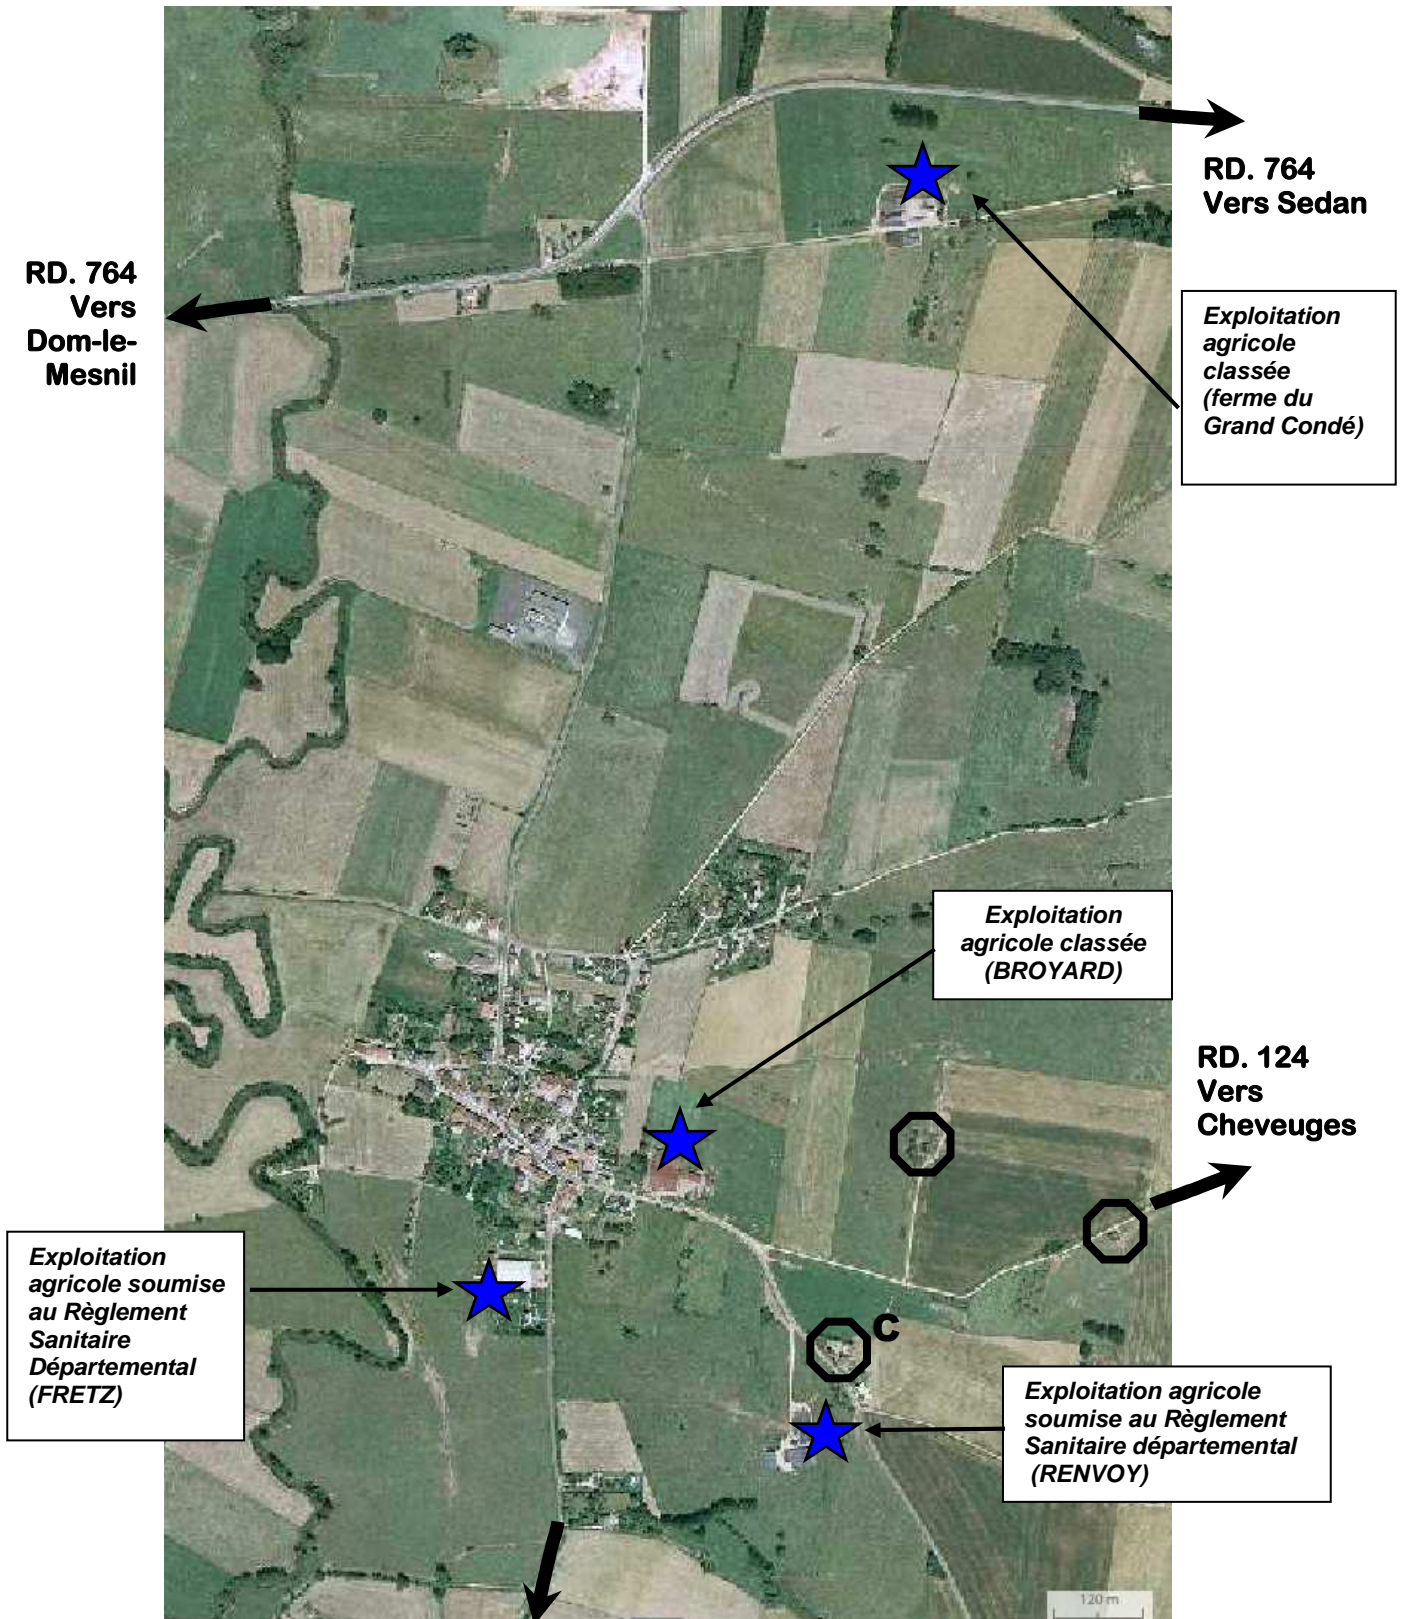 RD. 764
Vers Sedan
RD. 764
Vers
Dom-le-
Mesnil
Exploitation
agricole
classée
(ferme du
Grand Condé)
Exploitation
agricole classée
(BROYARD)
RD. 124
Vers
Cheveuges
Exploitation
agricole soumise
au Règlement
Sanitaire
Départemental
(FRETZ)
C
Exploitation agricole
soumise au Règlement
Sanitaire départemental
(RENVOY)
120 m